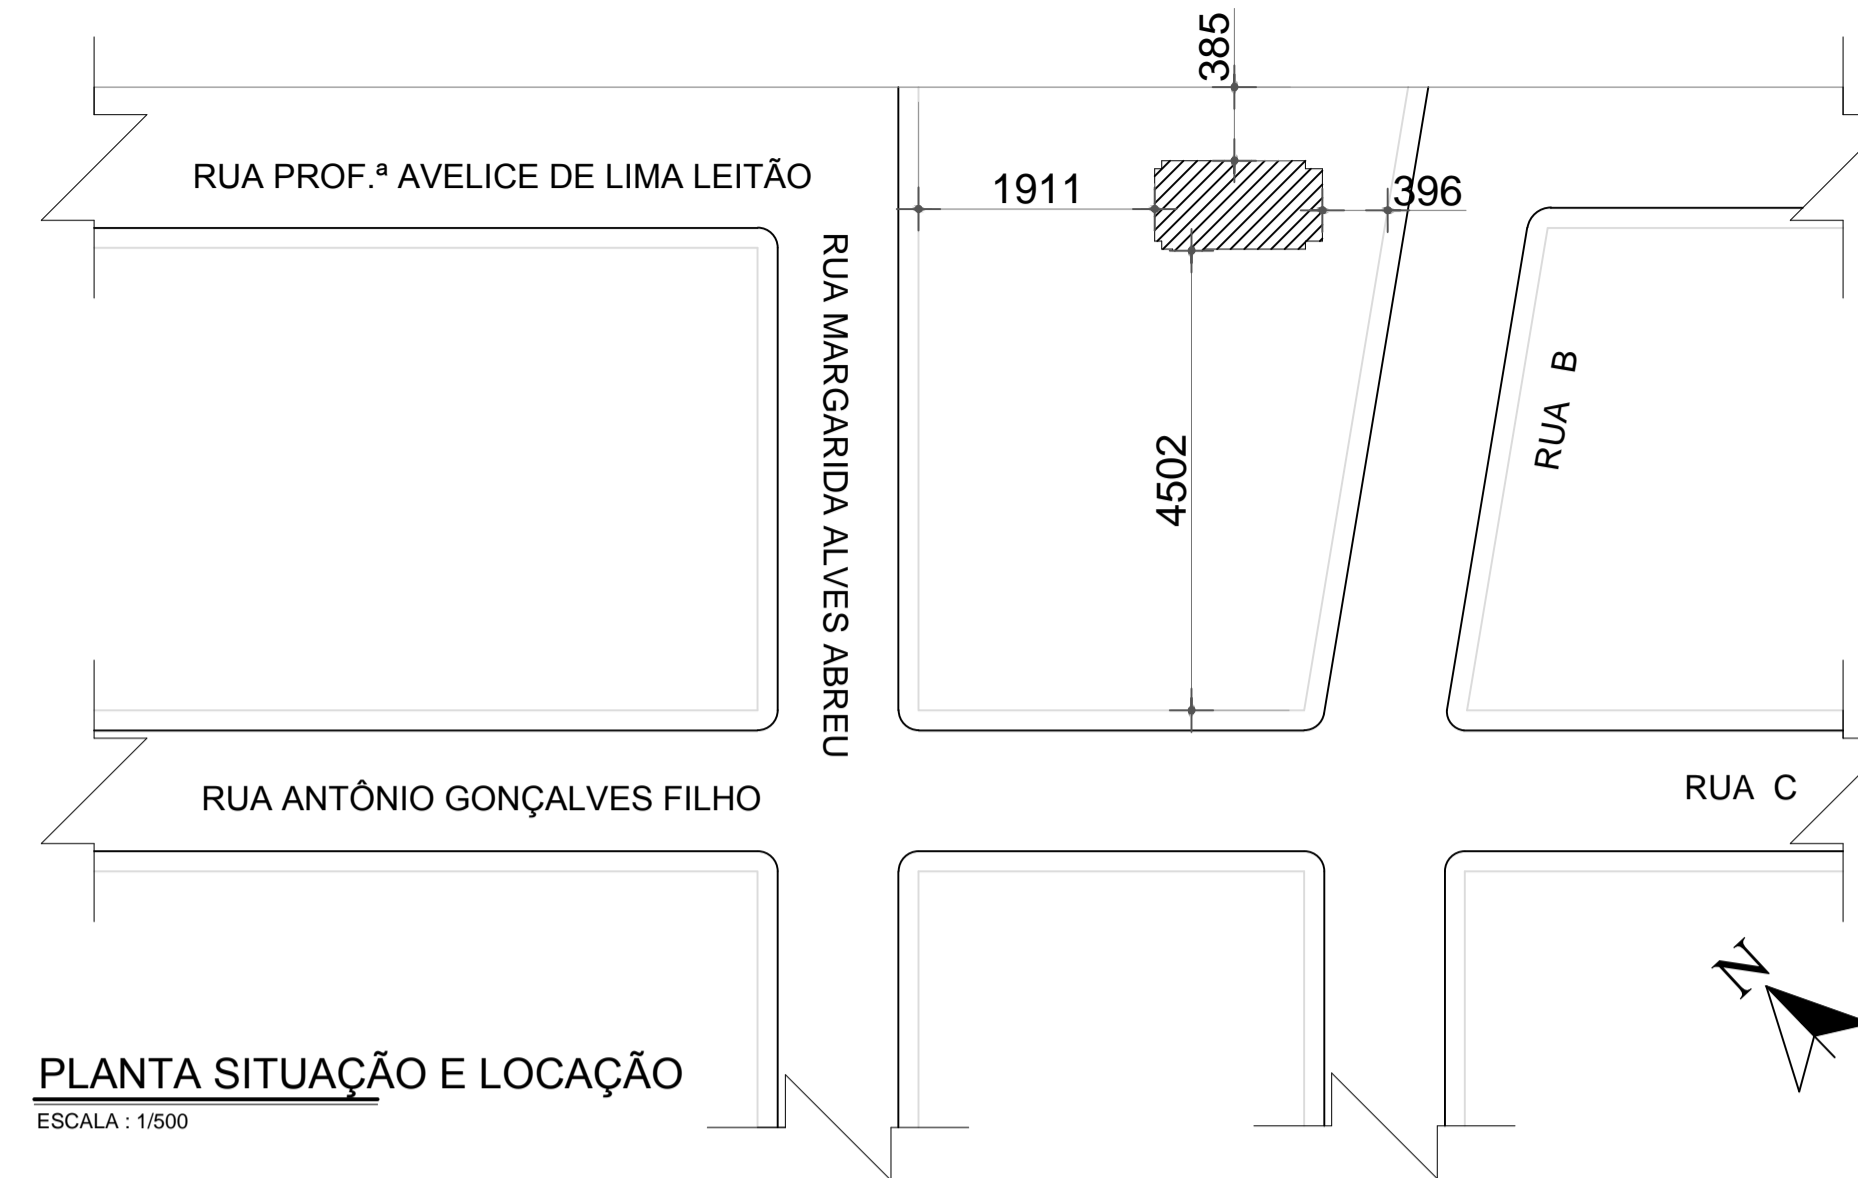 385
RUA PROF.ª AVELICE DE LIMA LEITÃO
1911
396
RUA MARGARIDA ALVES ABREU
RUA B
4502
RUA ANTÔNIO GONÇALVES FILHO
RUA C
N
PLANTA SITUAÇÃO E LOCAÇÃO
ESCALA : 1/500